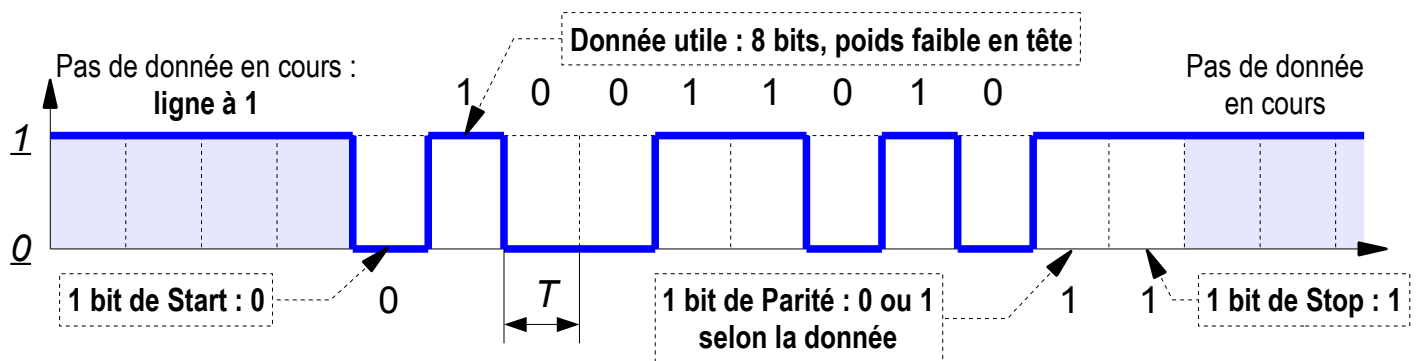 Donnée utile : 8 bits, poids faible en tête
Pas de donnée en cours :
ligne à 1
1 0 0 1 1 0 1 0
Pas de donnée
en cours
1
0
1 bit de Start : 0
0
T
1 bit de Parité : 0 ou 1
selon la donnée
1 1
1 bit de Stop : 1